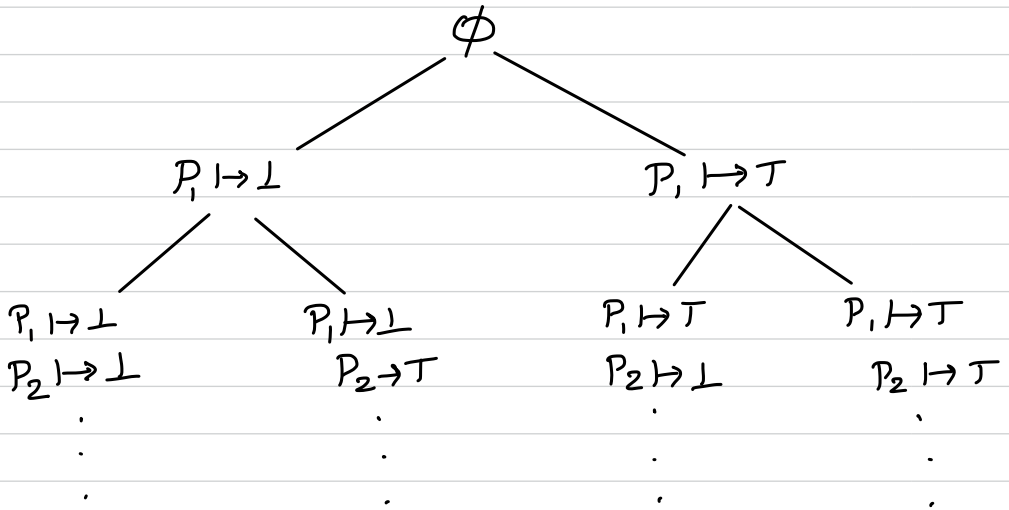 ∅
P₁ ↦ ⊥ P₁ ↦ ⊤
P₁ ↦ ⊥ P₁ ↦ ⊥ P₁ ↦ ⊤ P₁ ↦ ⊤
P₂ ↦ ⊥ P₂ → ⊤ P₂ ↦ ⊥ P₂ ↦ ⊤
. . . .
. . . .
. . . .